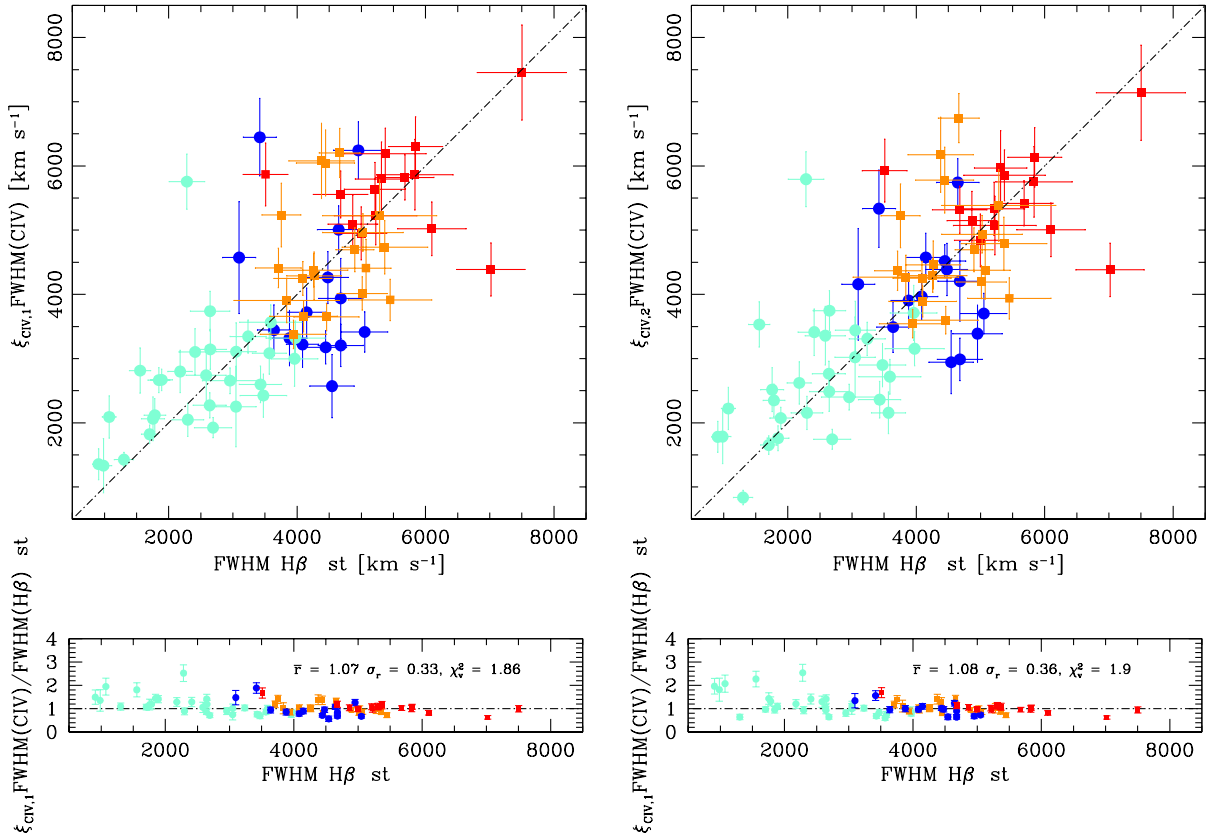 8000
6000
4000
2000
ξCIV,1FWHM(CIV) [km s⁻¹]
2000 4000 6000 8000
FWHM Hβ st [km s⁻¹]
8000
6000
4000
2000
ξCIV,2FWHM(CIV) [km s⁻¹]
2000 4000 6000 8000
FWHM Hβ st [km s⁻¹]
4
3
2
1
0
ξCIV,1FWHM(CIV)/FWHM(Hβ) st
r̄ = 1.07 σr = 0.33, χ²ν = 1.86
2000 4000 6000 8000
FWHM Hβ st
4
3
2
1
0
ξCIV,1FWHM(CIV)/FWHM(Hβ) st
r̄ = 1.08 σr = 0.36, χ²ν = 1.9
2000 4000 6000 8000
FWHM Hβ st